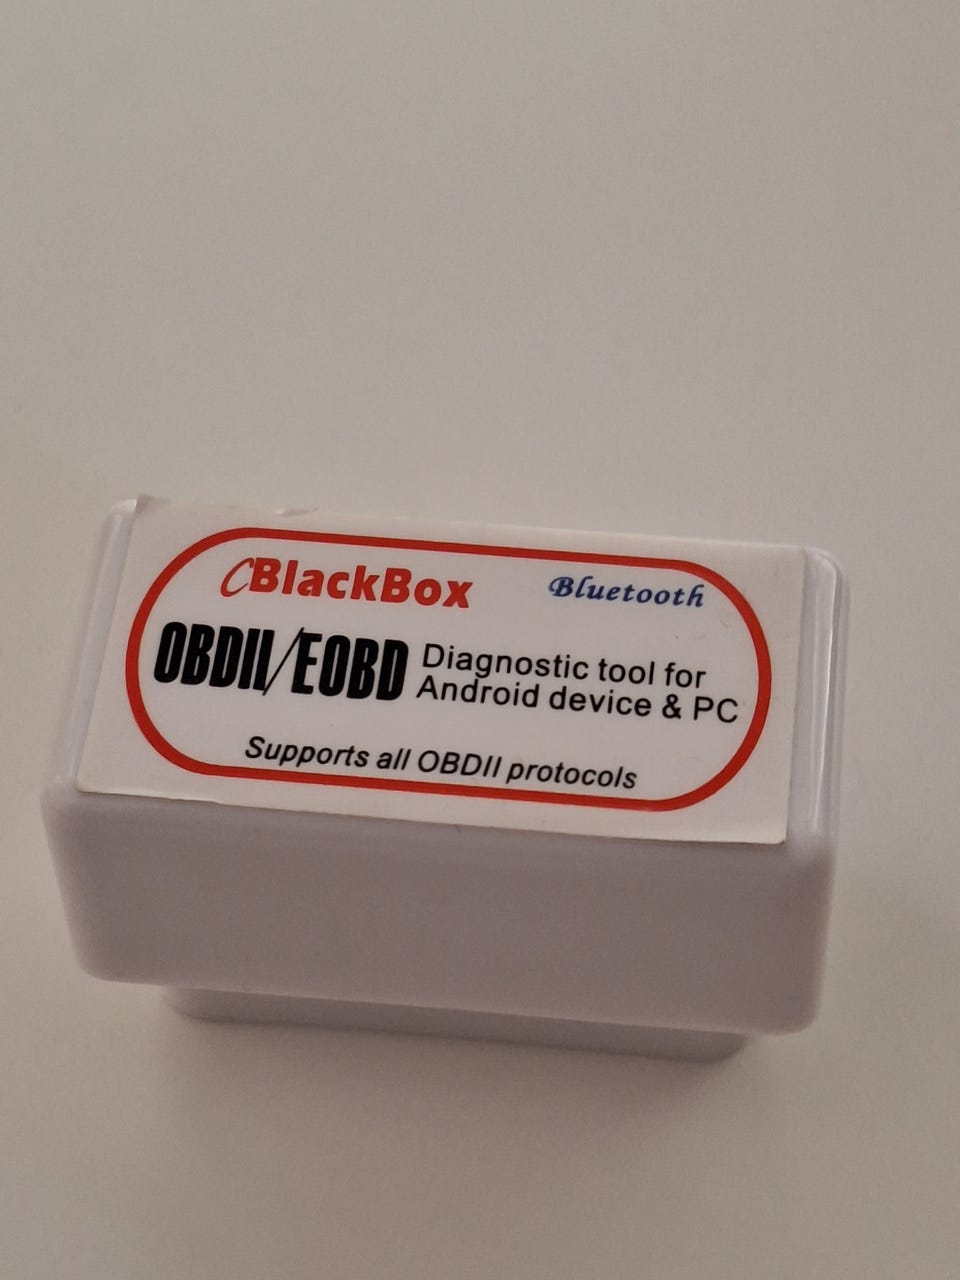 CBlackBox Bluetooth
OBDII/EOBD Diagnostic tool for
Android device & PC
Supports all OBDII protocols